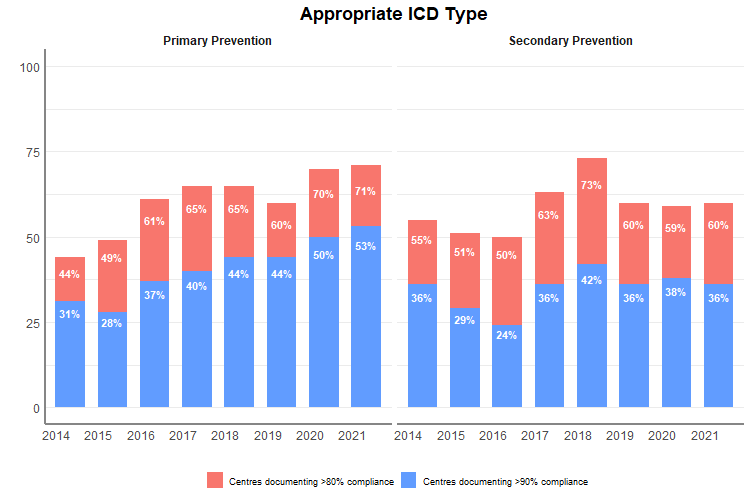 Appropriate ICD Type
Primary Prevention Secondary Prevention
100
75
50
25
0
44% 49% 61% 65% 65% 60% 70% 71%
31% 28% 37% 40% 44% 44% 50% 53%
55% 51% 50% 63% 73% 60% 59% 60%
36% 29% 24% 36% 42% 36% 38% 36%
2014 2015 2016 2017 2018 2019 2020 2021 2014 2015 2016 2017 2018 2019 2020 2021
Centres documenting >80% compliance Centres documenting >90% compliance